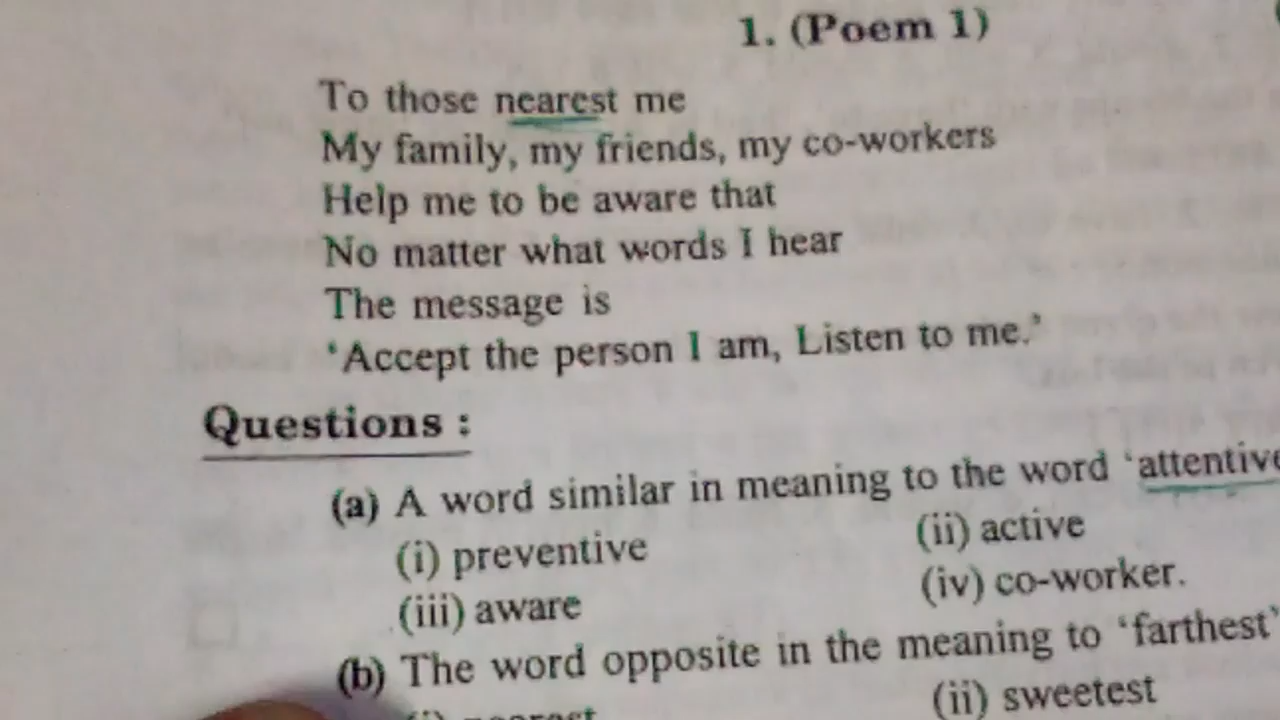 1. (Poem 1)
To those nearest me
My family, my friends, my co-workers
Help me to be aware that
No matter what words I hear
The message is
'Accept the person I am, Listen to me.'
Questions :
(a) A word similar in meaning to the word 'attentive
(i) preventive (ii) active
(iii) aware (iv) co-worker.
(b) The word opposite in the meaning to 'farthest'
(i) nearest (ii) sweetest